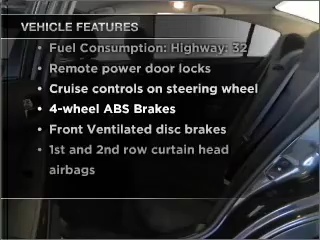 VEHICLE FEATURES
• Fuel Consumption: Highway: 32
• Remote power door locks
• Cruise controls on steering wheel
• 4-wheel ABS Brakes
• Front Ventilated disc brakes
• 1st and 2nd row curtain head
airbags